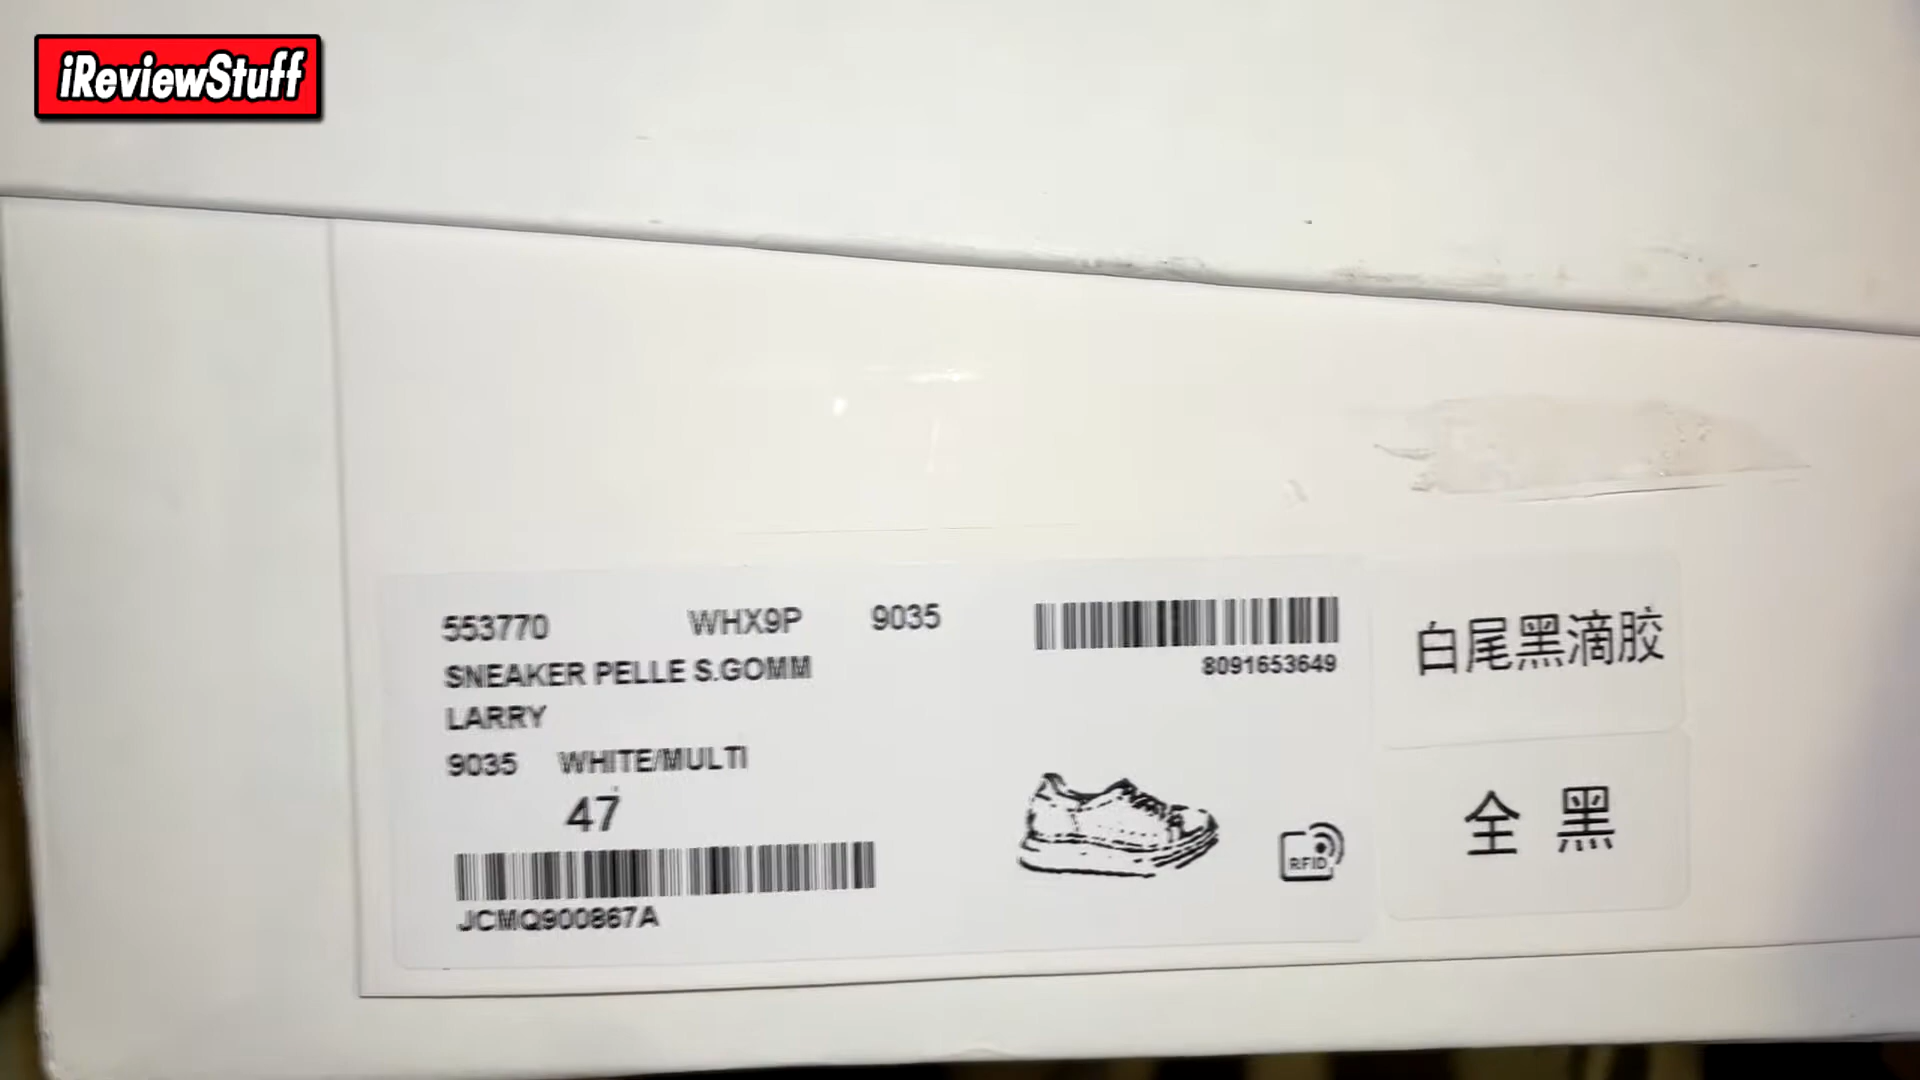 iReviewStuff
553770 WHX9P 9035
SNEAKER PELLE S.GOMM
LARRY
9035 WHITE/MULTI
47
JCMQ900867A
8091653649
RFID
白尾黑滴胶
全 黑